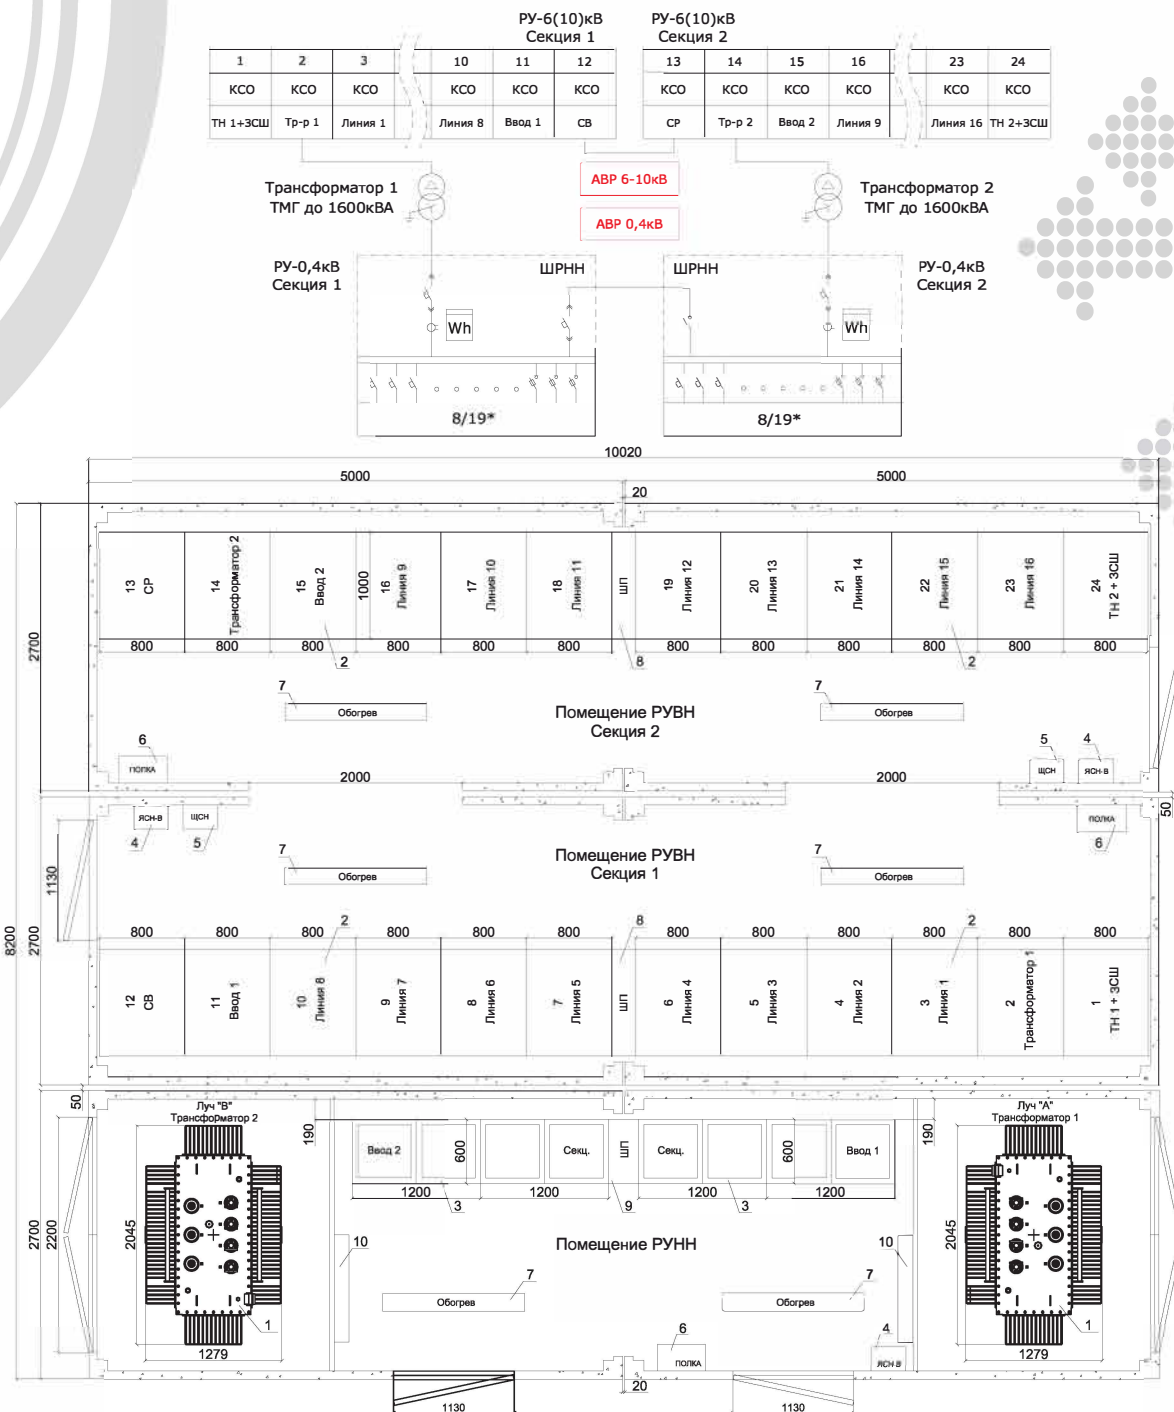 РУ-6(10)кВ
Секция 1
РУ-6(10)кВ
Секция 2
1 2 3 10 11 12
КСО КСО КСО КСО КСО КСО
ТН 1+ЗСШ Тр-р 1 Линия 1 Линия 8 Ввод 1 СВ
13 14 15 16 23 24
КСО КСО КСО КСО КСО КСО
СР Тр-р 2 Ввод 2 Линия 9 Линия 16 ТН 2+ЗСШ
АВР 6-10кВ
АВР 0,4кВ
Трансформатор 1
ТМГ до 1600кВА
Трансформатор 2
ТМГ до 1600кВА
РУ-0,4кВ
Секция 1
ШРНН
Wh
8/19*
ШРНН
РУ-0,4кВ
Секция 2
Wh
8/19*
10020
5000 5000
20
13
СР
14
Трансформатор 2
15
Ввод 2
1000
16
Линия 9
17
Линия 10
18
Линия 11
ШП
19
Линия 12
20
Линия 13
21
Линия 14
22
Линия 15
23
Линия 16
24
ТН 2 + ЗСШ
800 800 800 800 800 800 800 800 800 800 800 800
2 8 2
2700
7 7
Обогрев Обогрев
Помещение РУВН
Секция 2
6
ПОЛКА
5 4
ЩСН ЯСН-В
2000 2000
50
ЯСН-В ЩСН
4 5
ПОЛКА
6
7 7
Обогрев Обогрев
Помещение РУВН
Секция 1
1130
8200
2700
2 8 2
800 800 800 800 800 800 800 800 800 800 800 800
12
СВ
11
Ввод 1
10
Линия 8
9
Линия 7
8
Линия 6
7
Линия 5
ШП
6
Линия 4
5
Линия 3
4
Линия 2
3
Линия 1
2
Трансформатор 1
1
ТН 1 + ЗСШ
50
Луч "В"
Трансформатор 2
Луч "А"
Трансформатор 1
190 190
Ввод 2 600 Секц. ШП Секц. 600 Ввод 1
1200 1200 1200 1200
3 9 3
2700
2200
2045
2045
10 10
Помещение РУНН
7 7
Обогрев Обогрев
1 1
1279 1279
6
ПОЛКА
4
ЯСН-В
20
1130 1130